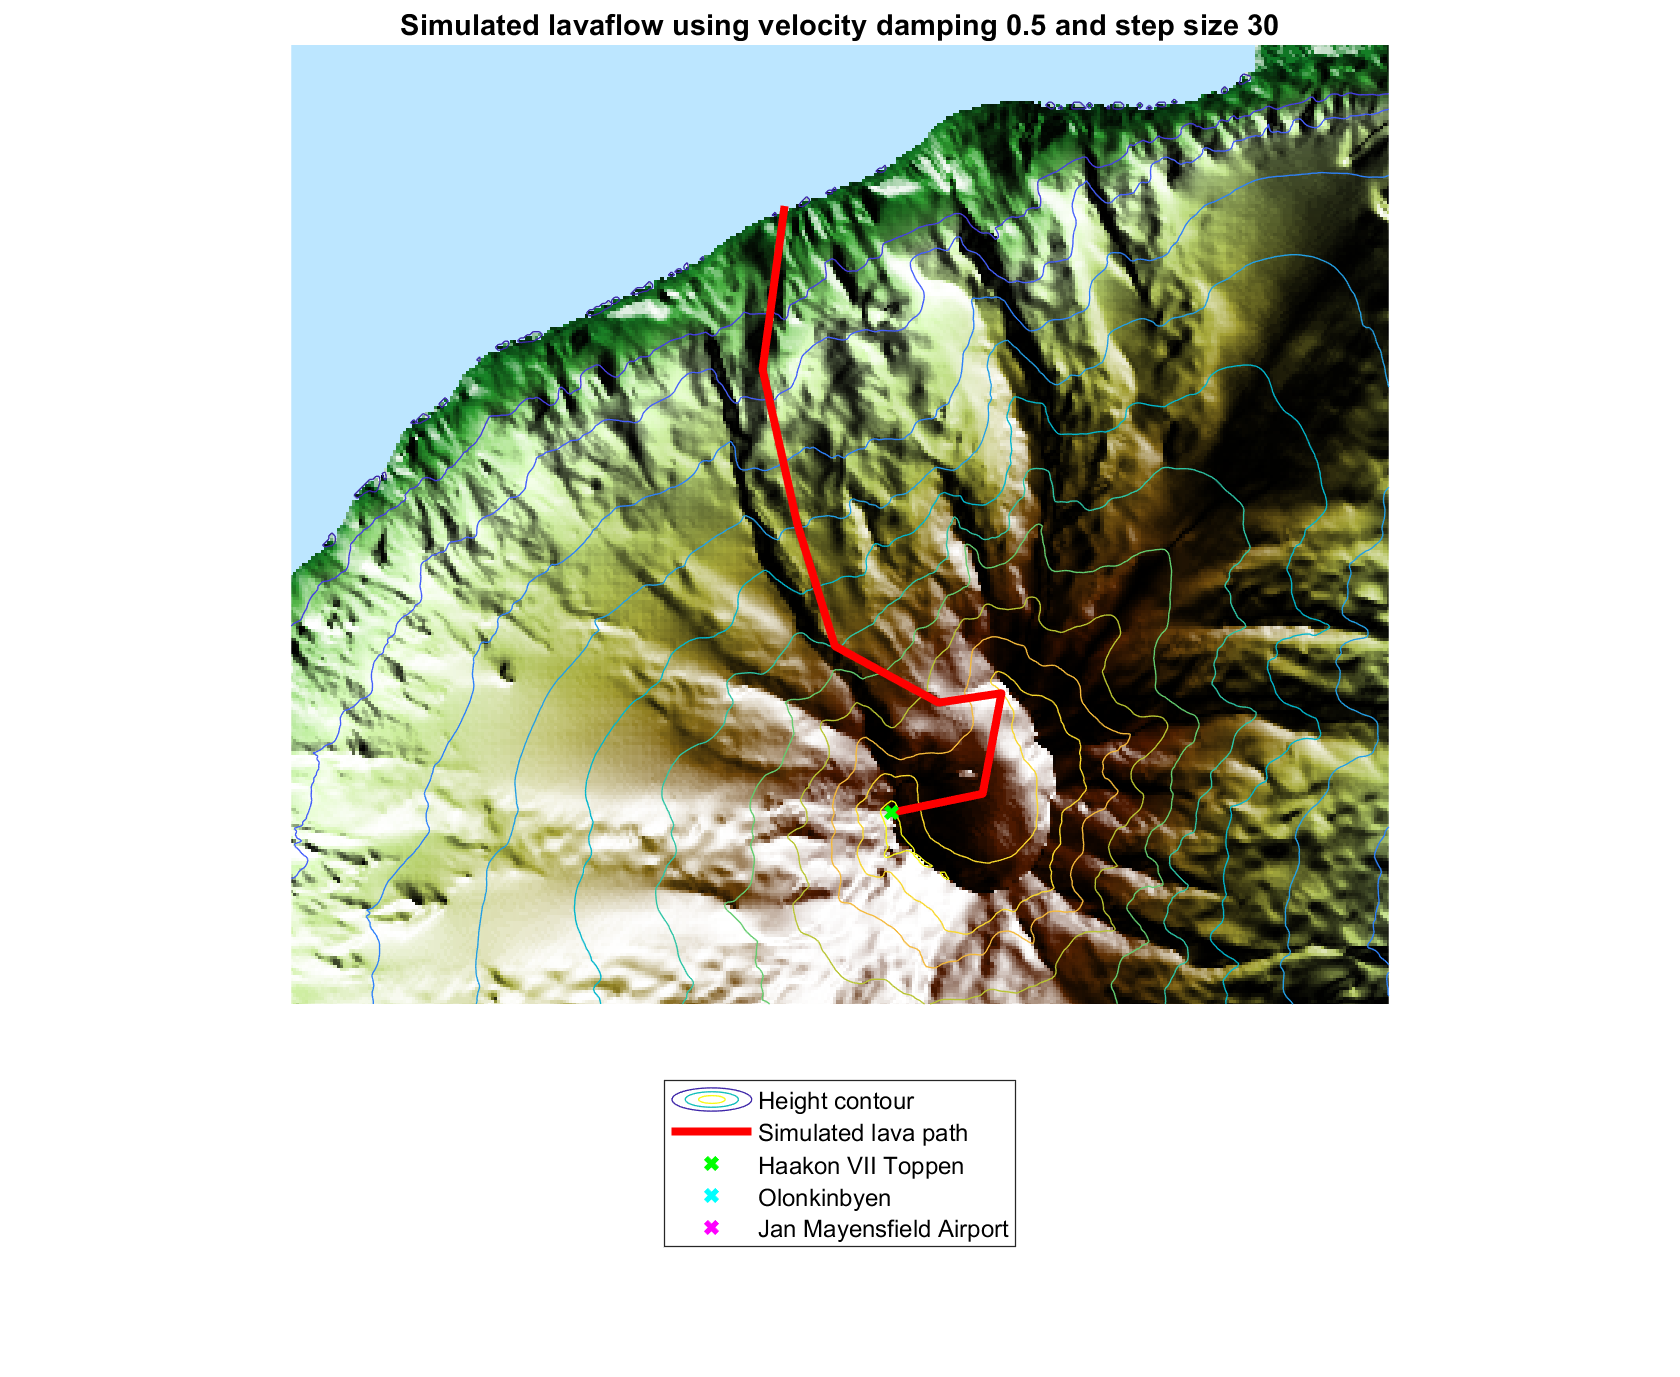 Simulated lavaflow using velocity damping 0.5 and step size 30
Height contour
Simulated lava path
Haakon VII Toppen
Olonkinbyen
Jan Mayensfield Airport